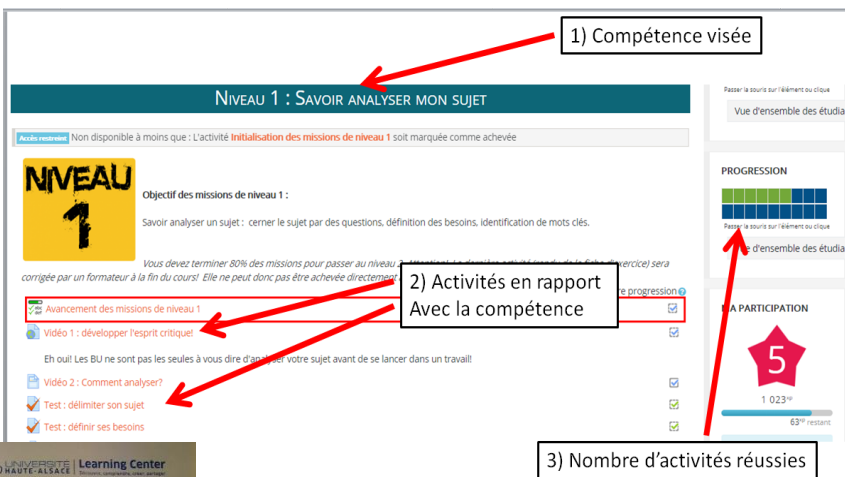 1) Compétence visée
NIVEAU 1 : SAVOIR ANALYSER MON SUJET
Accès restreint Non disponible à moins que : L'activité Initialisation des missions de niveau 1 soit marquée comme achevée
NIVEAU
1
Objectif des missions de niveau 1 :
Savoir analyser un sujet : cerner le sujet par des questions, définition des besoins, identification de mots clés.
Vous devez terminer 80% des missions pour passer au niveau
corrigée par un formateur à la fin du cours! Elle ne peut donc pas être achevée directement
sera
re progression
2) Activités en rapport
Avec la compétence
Avancement des missions de niveau 1
Vidéo 1 : développer l'esprit critique!
Eh oui! Les BU ne sont pas les seules à vous dire d'analyser votre sujet avant de se lancer dans un travail!
Vidéo 2 : Comment analyser?
Test : délimiter son sujet
Test : définir ses besoins
Passer la souris sur l'élément ou clique
Vue d'ensemble des étudia
PROGRESSION
Passer la souris sur l'élément ou clique
e d'ensemble des étudia
A PARTICIPATION
5
1 023 XP
63 XP restant
3) Nombre d'activités réussies
UNIVERSITÉ
HAUTE-ALSACE
Learning Center